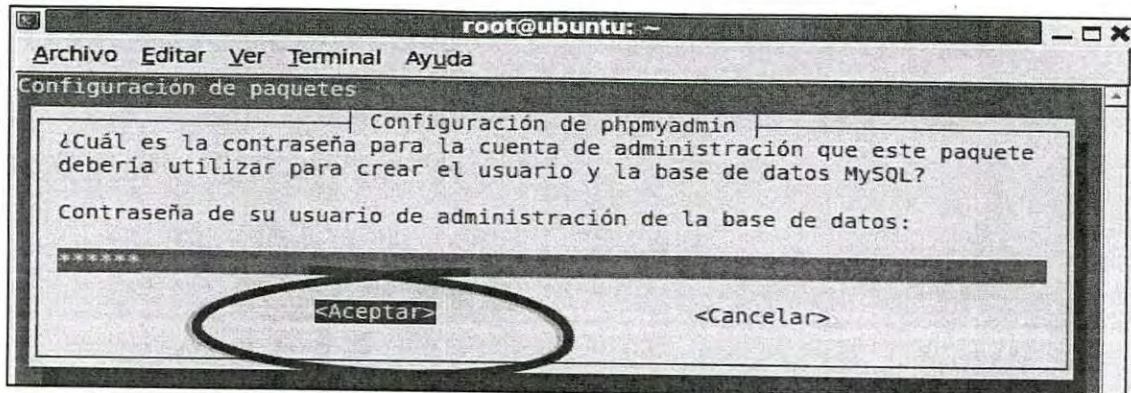 root@ubuntu: ~
Archivo Editar Ver Terminal Ayuda
Configuración de paquetes
Configuración de phpmyadmin
¿Cuál es la contraseña para la cuenta de administración que este paquete
debería utilizar para crear el usuario y la base de datos MySQL?
Contraseña de su usuario de administración de la base de datos:
******
<Aceptar> <Cancelar>